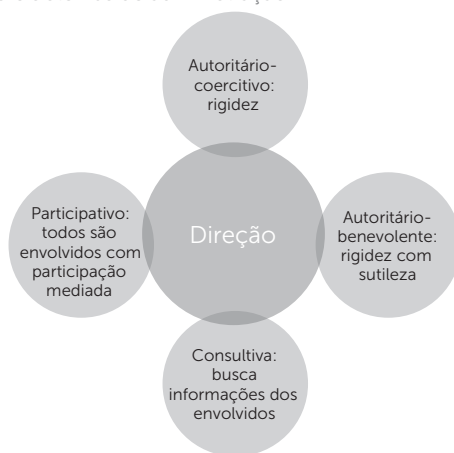 Autoritário-
coercitivo:
rigidez
Participativo:
todos são
envolvidos com
participação
mediada
Direção
Autoritário-
benevolente:
rigidez com
sutileza
Consultiva:
busca
informações dos
envolvidos